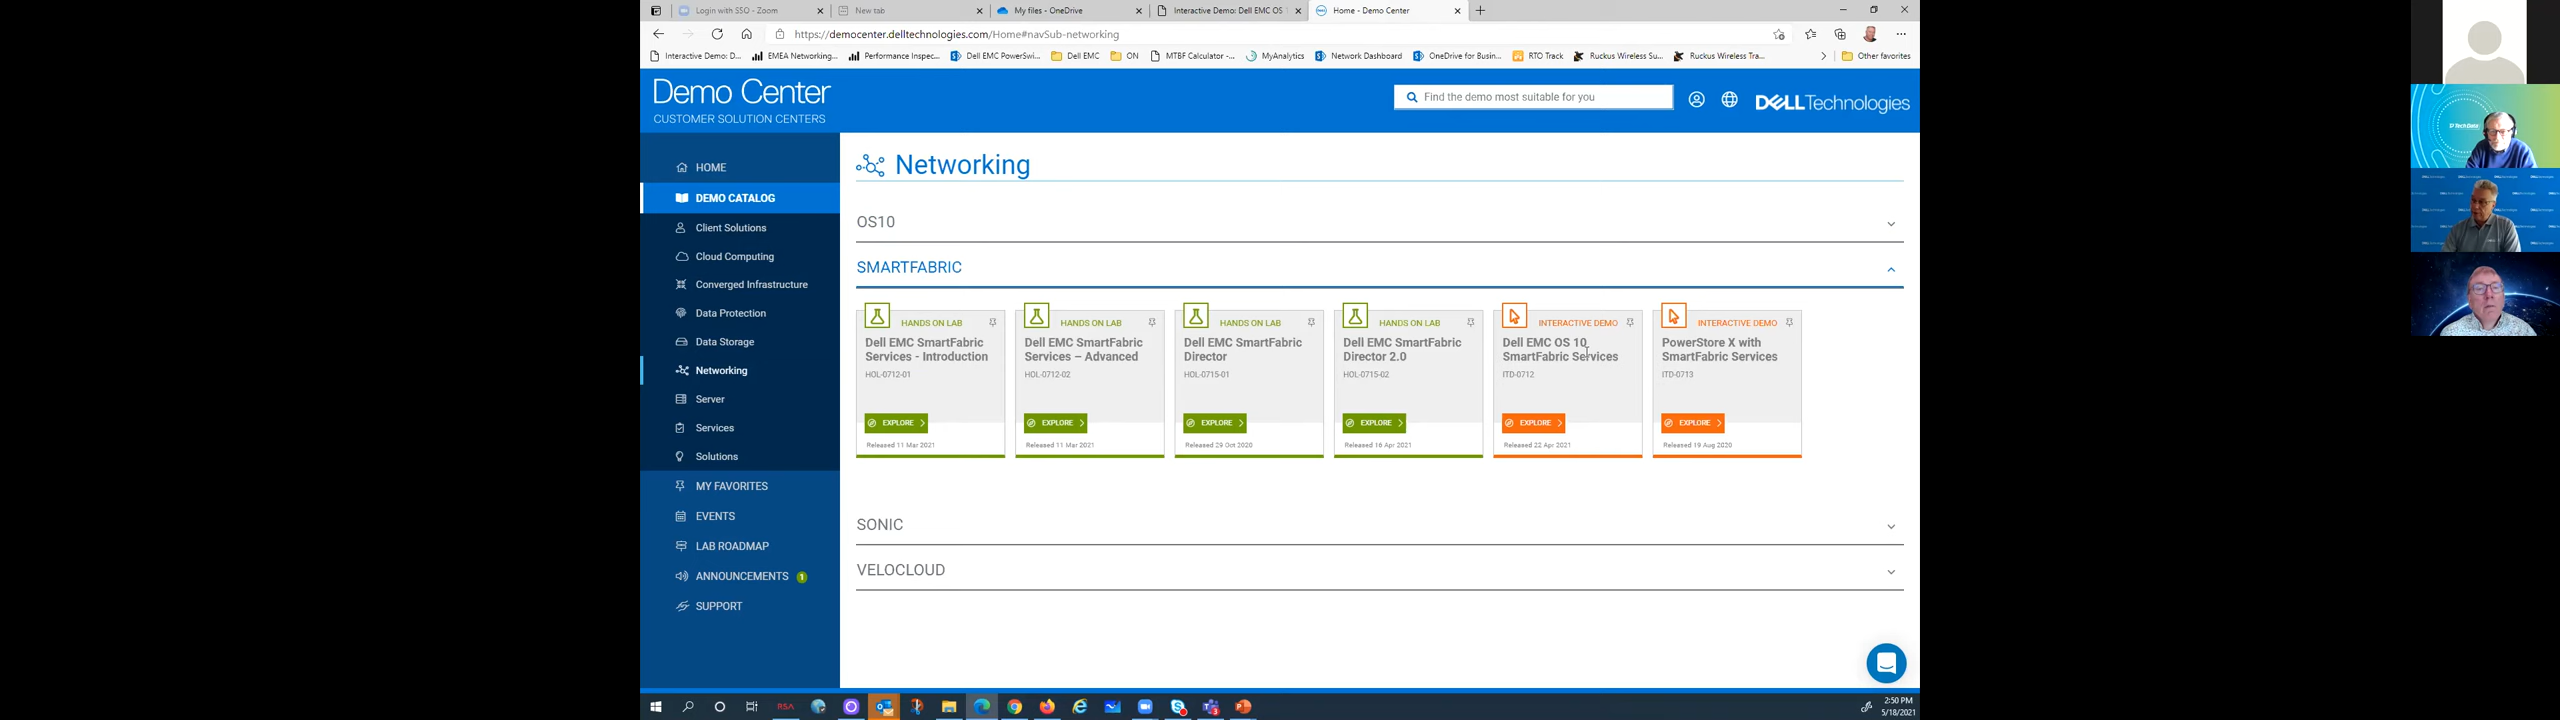 Login with SSO - Zoom
New tab
My files - OneDrive
Interactive Demo: Dell EMC OS 1
Home - Demo Center
https://democenter.delltechnologies.com/Home#navSub-networking
Interactive Demo: D...
EMEA Networking...
Performance Inspec...
Dell EMC PowerSwi...
Dell EMC
ON
MTBF Calculator -...
MyAnalytics
Network Dashboard
OneDrive for Busin...
RTO Track
Ruckus Wireless Su...
Ruckus Wireless Tra...
Other favorites
Demo Center
CUSTOMER SOLUTION CENTERS
Find the demo most suitable for you
DELL Technologies
HOME
DEMO CATALOG
Client Solutions
Cloud Computing
Converged Infrastructure
Data Protection
Data Storage
Networking
Server
Services
Solutions
MY FAVORITES
EVENTS
LAB ROADMAP
ANNOUNCEMENTS 1
SUPPORT
Networking
OS10
SMARTFABRIC
HANDS ON LAB
Dell EMC SmartFabric
Services - Introduction
HOL-0712-01
EXPLORE
Released 11 Mar 2021
HANDS ON LAB
Dell EMC SmartFabric
Services – Advanced
HOL-0712-02
EXPLORE
Released 11 Mar 2021
HANDS ON LAB
Dell EMC SmartFabric
Director
HOL-0715-01
EXPLORE
Released 29 Oct 2020
HANDS ON LAB
Dell EMC SmartFabric
Director 2.0
HOL-0715-02
EXPLORE
Released 16 Apr 2021
INTERACTIVE DEMO
Dell EMC OS 10
SmartFabric Services
ITD-0712
EXPLORE
Released 22 Apr 2021
INTERACTIVE DEMO
PowerStore X with
SmartFabric Services
ITD-0713
EXPLORE
Released 19 Aug 2020
SONIC
VELOCLOUD
RSA
2:50 PM
5/18/2021
Tech Data